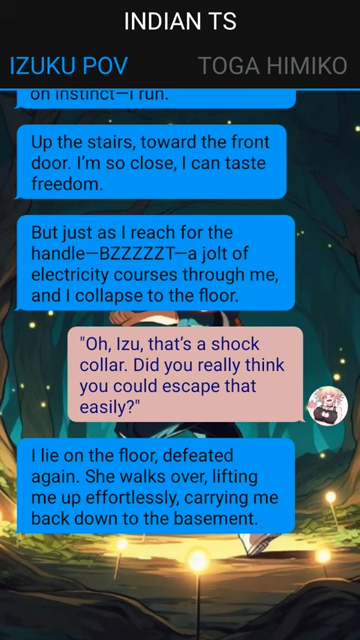 INDIAN TS
IZUKU POV TOGA HIMIKO
on instinct—I run.
Up the stairs, toward the front
door. I'm so close, I can taste
freedom.
But just as I reach for the
handle—BZZZZZT—a jolt of
electricity courses through me,
and I collapse to the floor.
"Oh, Izu, that's a shock
collar. Did you really think
you could escape that
easily?"
I lie on the floor, defeated
again. She walks over, lifting
me up effortlessly, carrying me
back down to the basement.